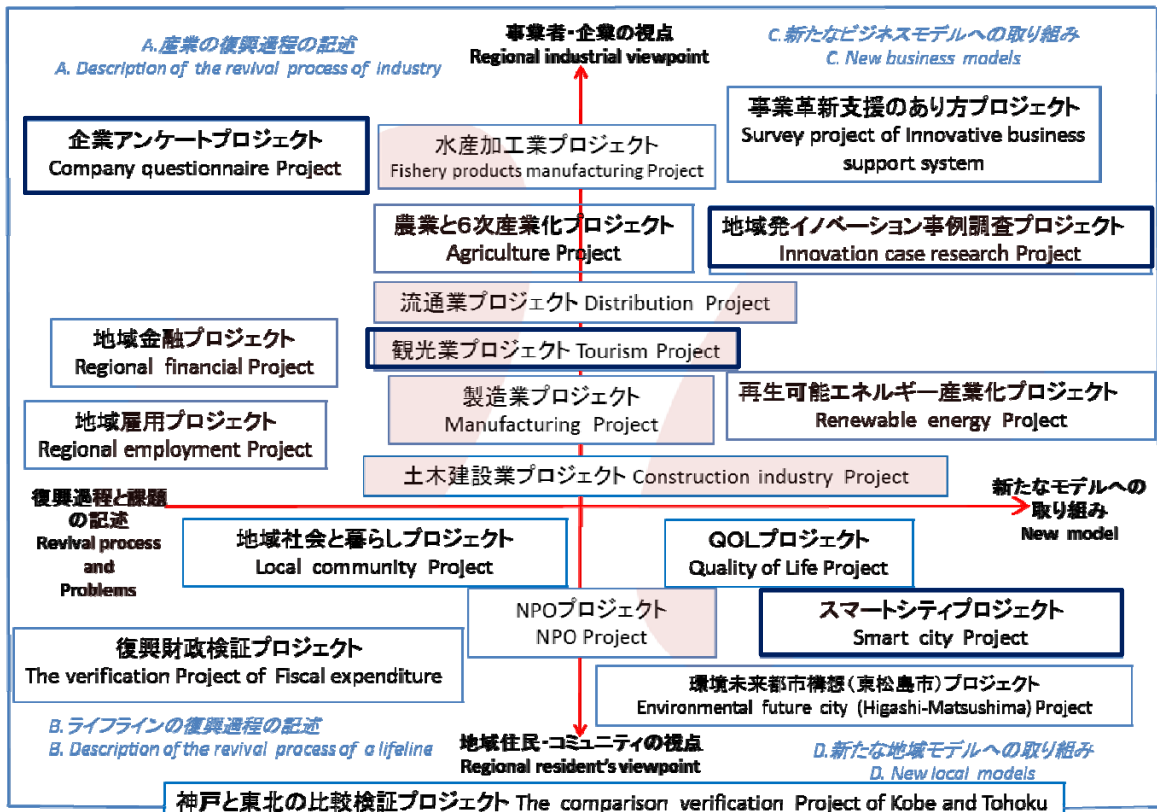 A.産業の復興過程の記述
A. Description of the revival process of industry
事業者・企業の視点
Regional industrial viewpoint
C.新たなビジネスモデルへの取り組み
C. New business models
企業アンケートプロジェクト
Company questionnaire Project
水産加工業プロジェクト
Fishery products manufacturing Project
事業革新支援のあり方プロジェクト
Survey project of Innovative business
support system
農業と6次産業化プロジェクト
Agriculture Project
地域発イノベーション事例調査プロジェクト
Innovation case research Project
流通業プロジェクト Distribution Project
地域金融プロジェクト
Regional financial Project
観光業プロジェクト Tourism Project
製造業プロジェクト
Manufacturing Project
再生可能エネルギー産業化プロジェクト
Renewable energy Project
地域雇用プロジェクト
Regional employment Project
土木建設業プロジェクト Construction industry Project
復興過程と課題
の記述
Revival process
and
Problems
新たなモデルへの
取り組み
New model
地域社会と暮らしプロジェクト
Local community Project
QOLプロジェクト
Quality of Life Project
NPOプロジェクト
NPO Project
スマートシティプロジェクト
Smart city Project
復興財政検証プロジェクト
The verification Project of Fiscal expenditure
環境未来都市構想(東松島市)プロジェクト
Environmental future city (Higashi-Matsushima) Project
B.ライフラインの復興過程の記述
B. Description of the revival process of a lifeline
地域住民・コミュニティの視点
Regional resident's viewpoint
D.新たな地域モデルへの取り組み
D. New local models
神戸と東北の比較検証プロジェクト The comparison verification Project of Kobe and Tohoku